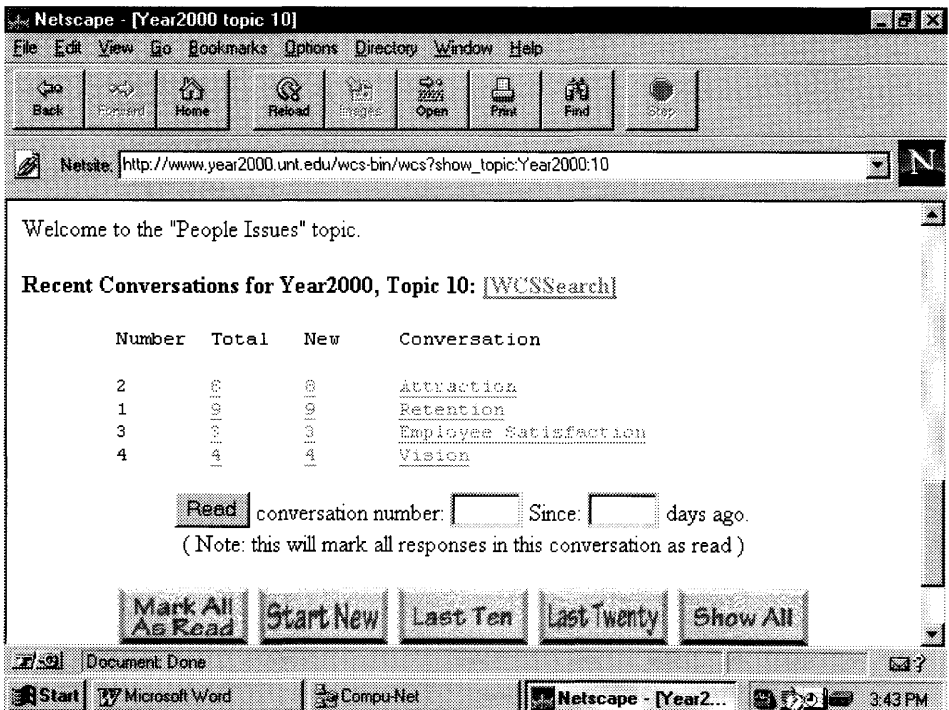 Netscape - [Year2000 topic 10]
File Edit View Go Bookmarks Options Directory Window Help
Back Forward Home Reload Images Open Print Find Stop
Netsite: http://www.year2000.unt.edu/wcs-bin/wcs?show_topic:Year2000:10
N
Welcome to the "People Issues" topic.
Recent Conversations for Year2000, Topic 10: [WCSSearch]
Number Total New Conversation
2 8 8 Attraction
1 9 9 Retention
3 3 3 Employee Satisfaction
4 4 4 Vision
Read conversation number: Since: days ago.
( Note: this will mark all responses in this conversation as read )
Mark All As Read Start New Last Ten Last Twenty Show All
Document: Done
Start Microsoft Word Compu-Net Netscape - [Year2... 3:43 PM